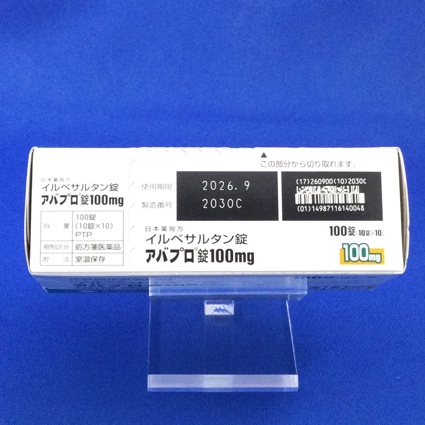 日本薬局方
イルベサルタン錠
アバプロ錠100mg
容量 100錠
(10錠×10)
PTP
規制区分 処方箋医薬品
貯法 室温保存
▲
この部分から切り取れます。
使用期限 2026.9
製造番号 2030C
(17)260900(10)2030C
(01)14987116140048
日本薬局方
イルベサルタン錠
アバプロ錠100mg
100錠 10錠×10
100mg